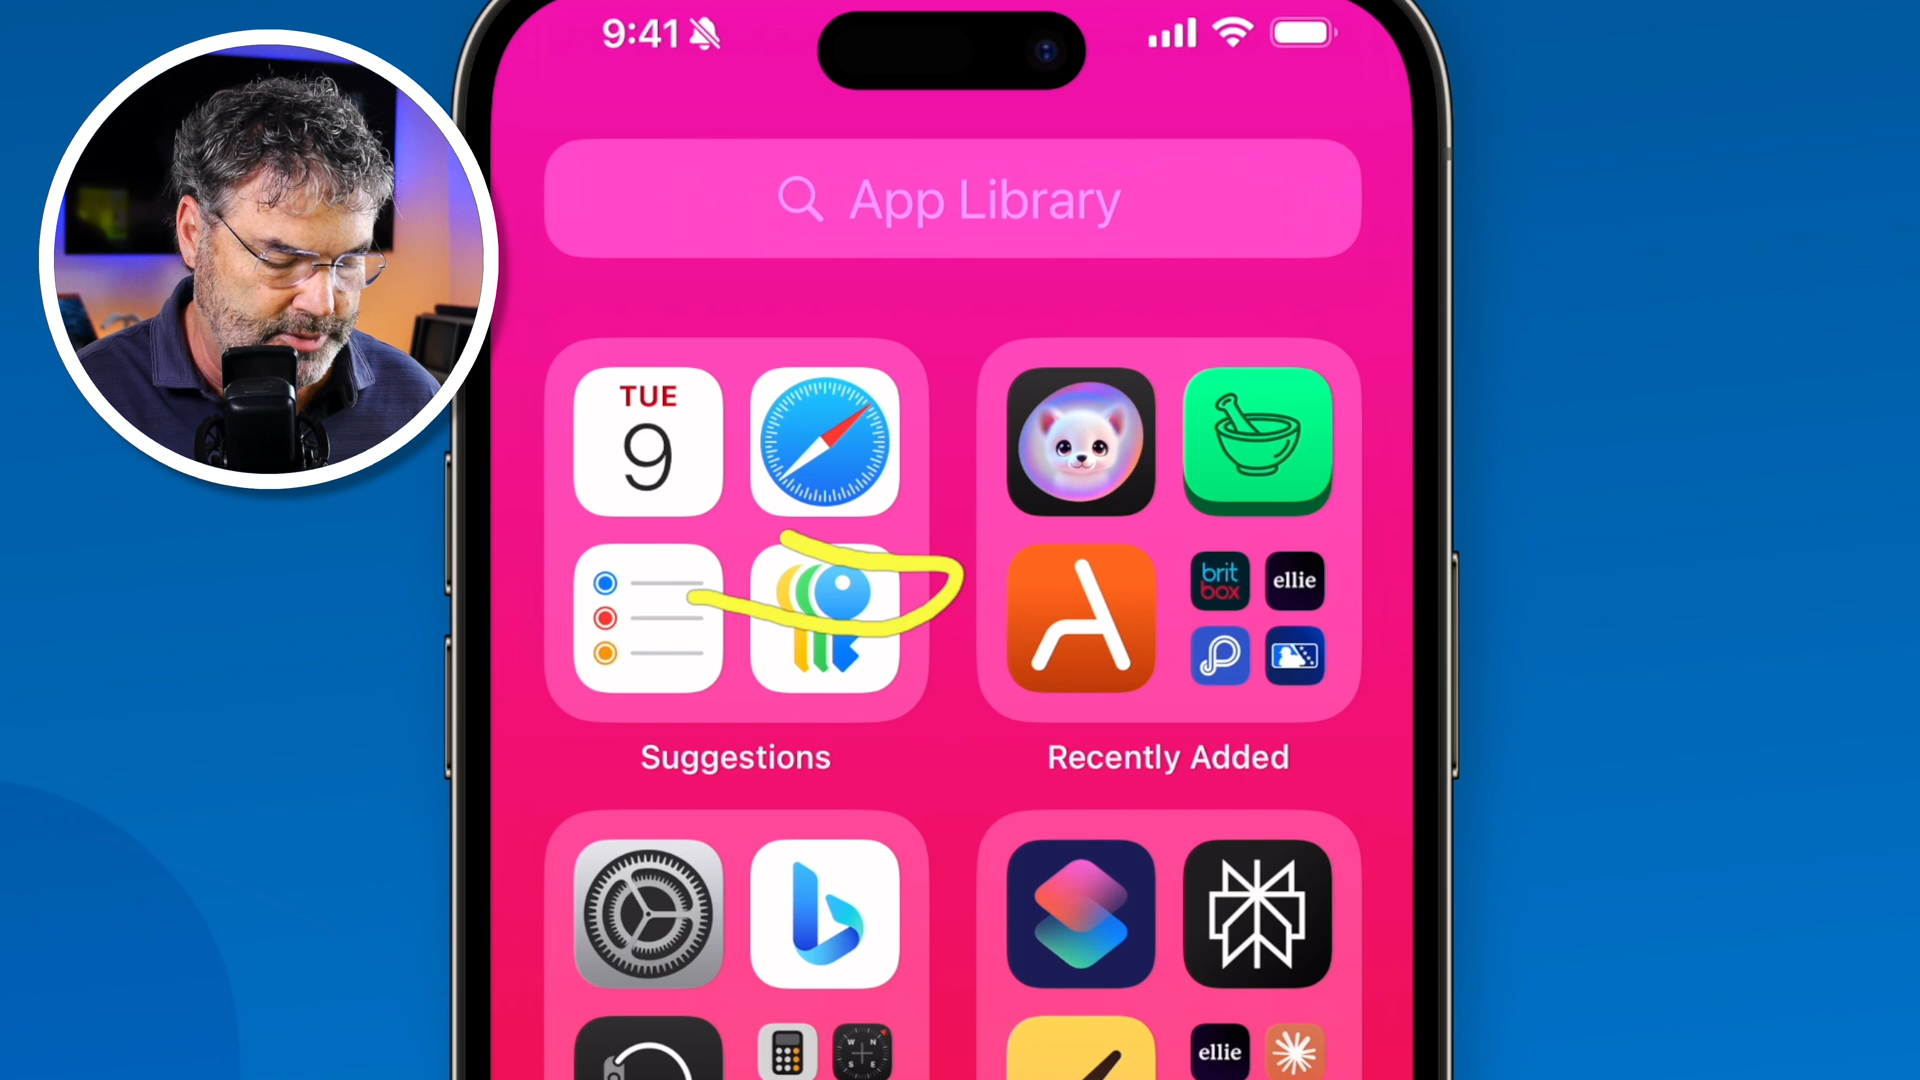 9:41
App Library
TUE
9
brit
box
ellie
Suggestions
Recently Added
W N
S E
ellie